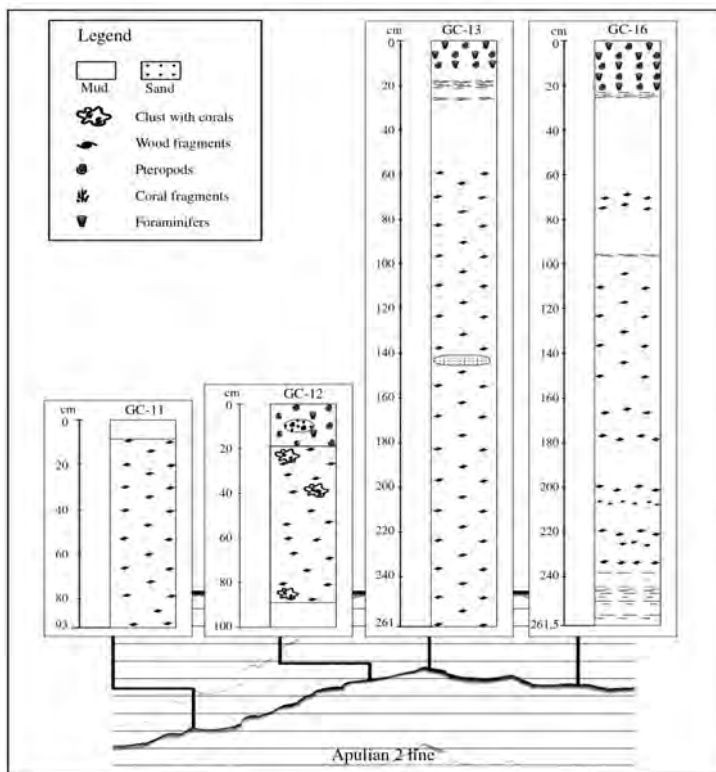 Legend
Mud
Sand
Clust with corals
Wood fragments
Pteropods
Coral fragments
Foraminifers
cm
GC-11
0
20
40
60
80
93
cm
GC-12
0
20
40
60
80
100
cm
GC-13
0
20
40
60
80
100
120
140
160
180
200
220
240
261
cm
GC-16
0
20
40
60
80
100
120
140
160
180
200
220
240
261.5
Apulian 2 line